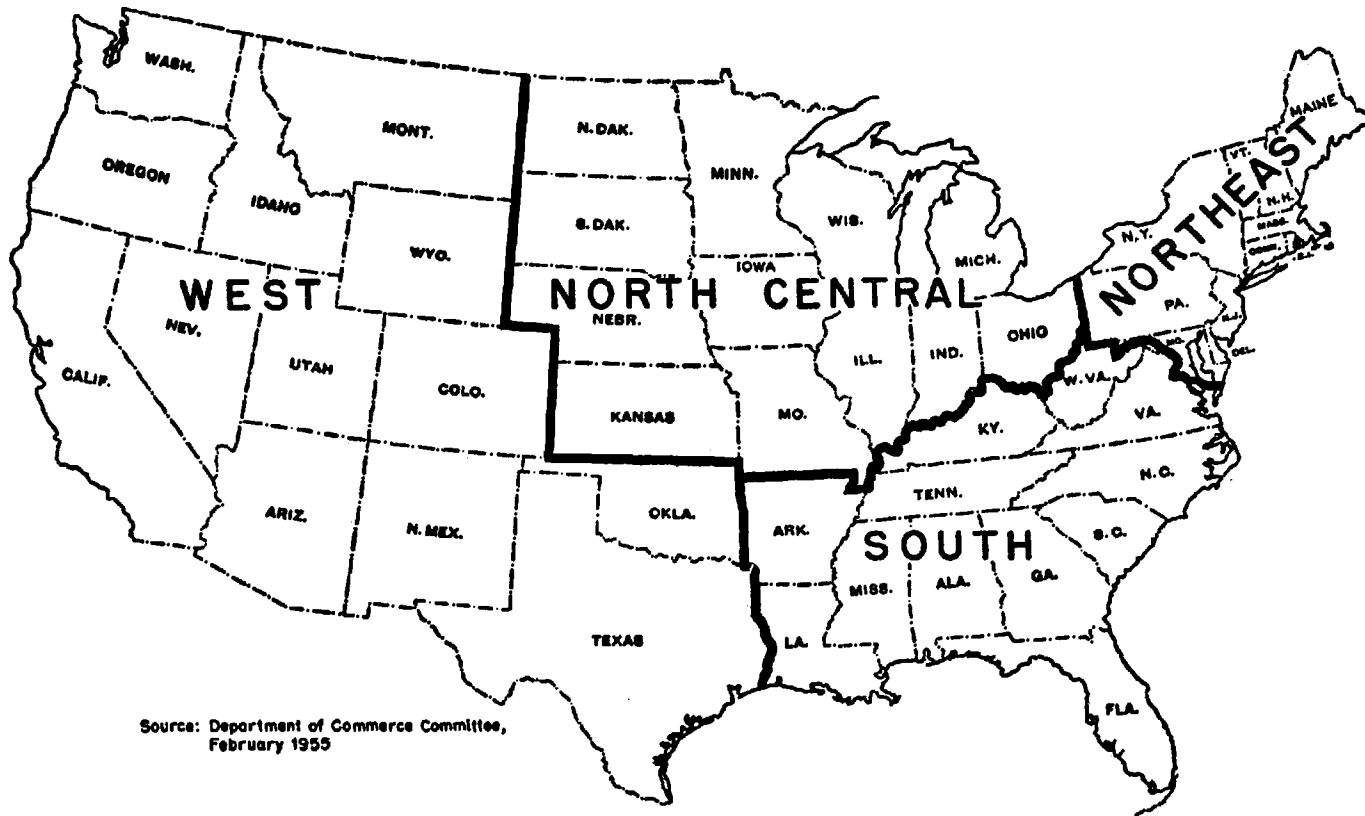 WASH.
MONT.
N. DAK.
MINN.
MAINE
OREGON
IDAHO
VT.
N.H.
WYO.
S. DAK.
WIS.
MICH.
N.Y.
MASS.
CONN.
R.I.
NORTHEAST
WEST
NORTH CENTRAL
IOWA
NEV.
NEBR.
PA.
N.J.
CALIF.
UTAH
COLO.
ILL.
IND.
OHIO
MD.
DEL.
W. VA.
VA.
KANSAS
MO.
KY.
N.C.
TENN.
ARIZ.
N. MEX.
OKLA.
ARK.
SOUTH
S.C.
MISS.
ALA.
GA.
TEXAS
LA.
FLA.
Source: Department of Commerce Committee,
February 1955